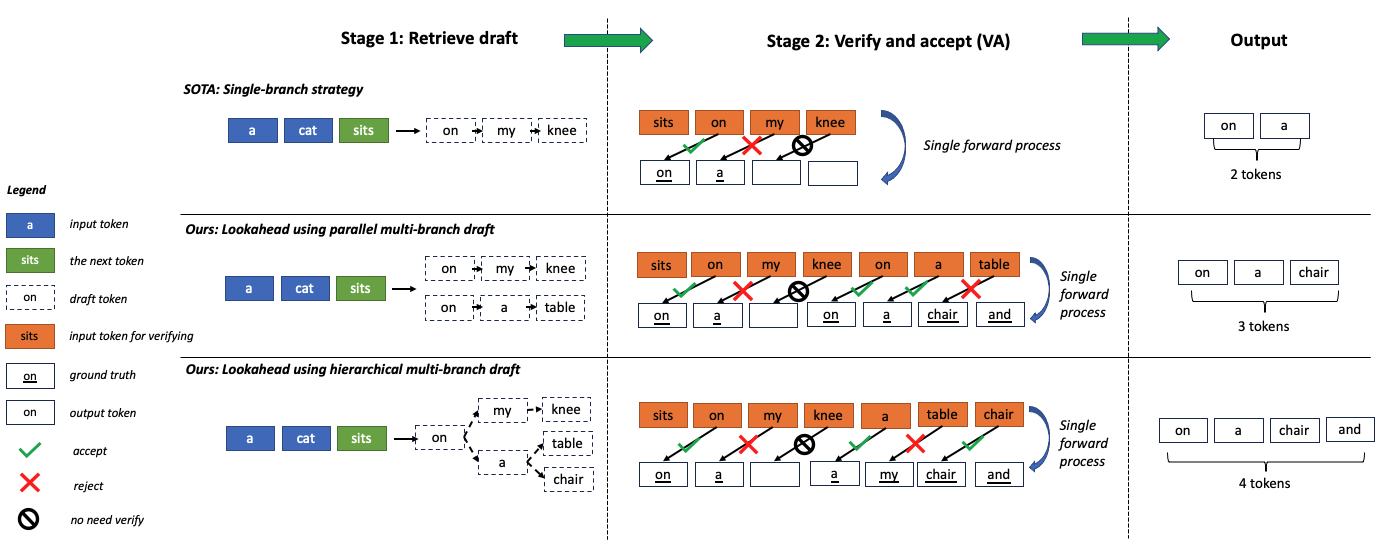 Stage 1: Retrieve draft
Stage 2: Verify and accept (VA)
Output
SOTA: Single-branch strategy
a cat sits on my knee
sits on my knee
on a
Single forward process
on a
2 tokens
Legend
a input token
sits the next token
on draft token
sits input token for verifying
on ground truth
on output token
accept
reject
no need verify
Ours: Lookahead using parallel multi-branch draft
a cat sits
on my knee
on a table
sits on my knee on a table
on a on a chair and
Single
forward
process
on a chair
3 tokens
Ours: Lookahead using hierarchical multi-branch draft
a cat sits on
my knee
a table
chair
sits on my knee a table chair
on a a my chair and
Single
forward
process
on a chair and
4 tokens